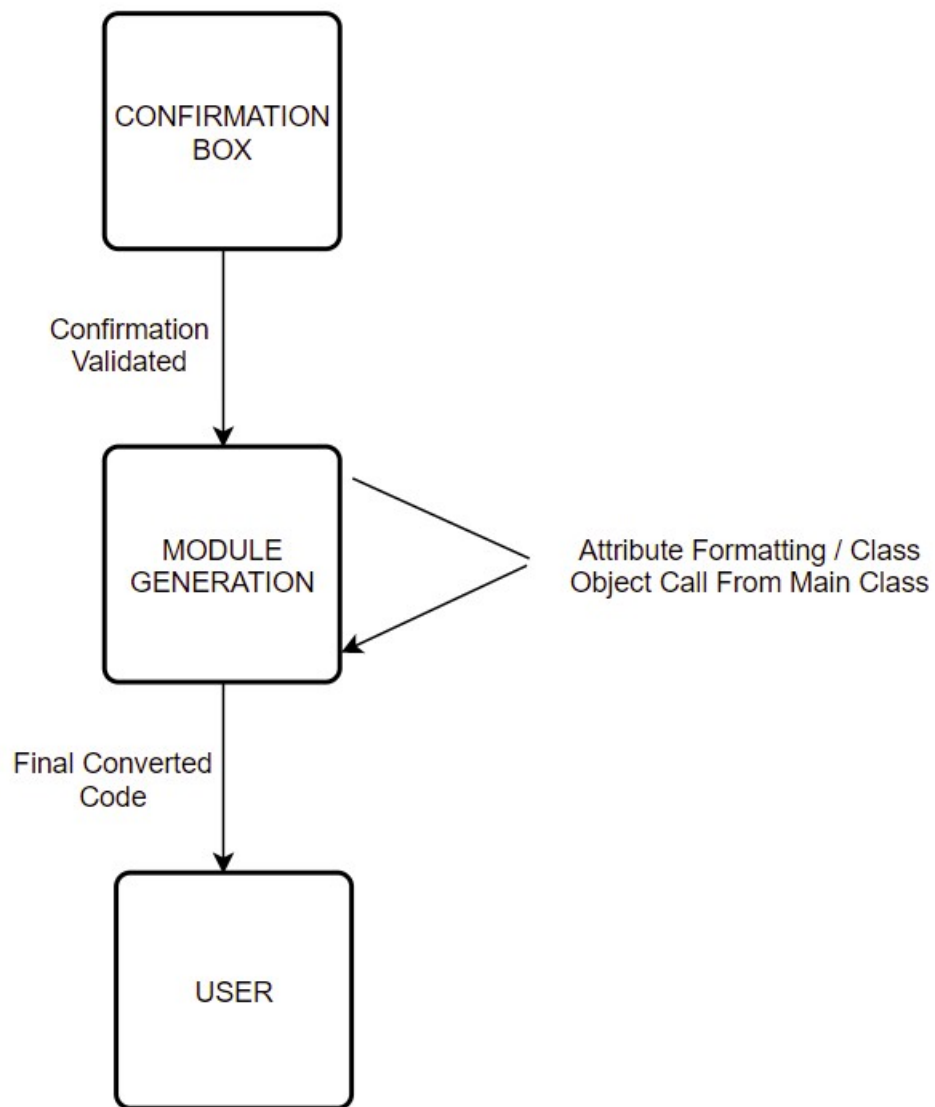 CONFIRMATION
BOX
Confirmation
Validated
MODULE
GENERATION
Attribute Formatting / Class
Object Call From Main Class
Final Converted
Code
USER